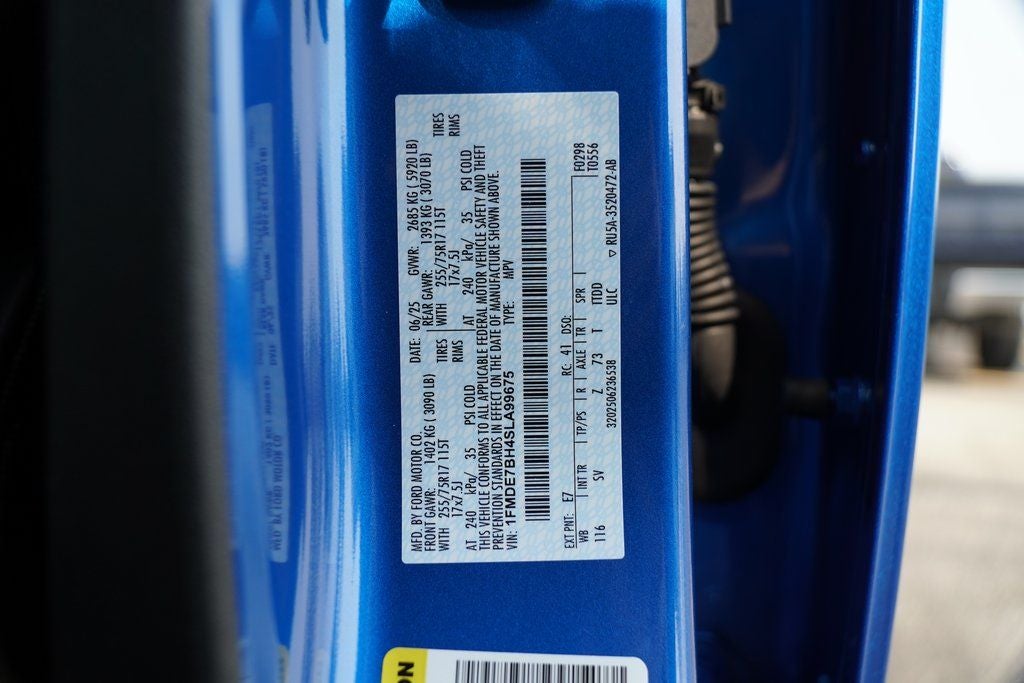 MFD. BY FORD MOTOR CO. DATE: 06/25 GVWR: 2685 KG ( 5920 LB)
FRONT GAWR: 1402 KG ( 3090 LB) REAR GAWR: 1393 KG ( 3070 LB)
WITH 255/75R17 115T TIRES WITH 255/75R17 115T TIRES
17x7.5J RIMS 17x7.5J RIMS
AT 240 kPa/ 35 PSI COLD AT 240 kPa/ 35 PSI COLD
THIS VEHICLE CONFORMS TO ALL APPLICABLE FEDERAL MOTOR VEHICLE SAFETY AND THEFT
PREVENTION STANDARDS IN EFFECT ON THE DATE OF MANUFACTURE SHOWN ABOVE.
VIN: 1FMDE7BH4SLA99675 TYPE: MPV
EXT PNT: E7 RC: 41 DSO: F0298
WB INT TR TP/PS R AXLE TR SPR T0556
116 SV Z 73 T TTDD
3202506236538 ULC ▽ RU5A-3520472-AB
ON